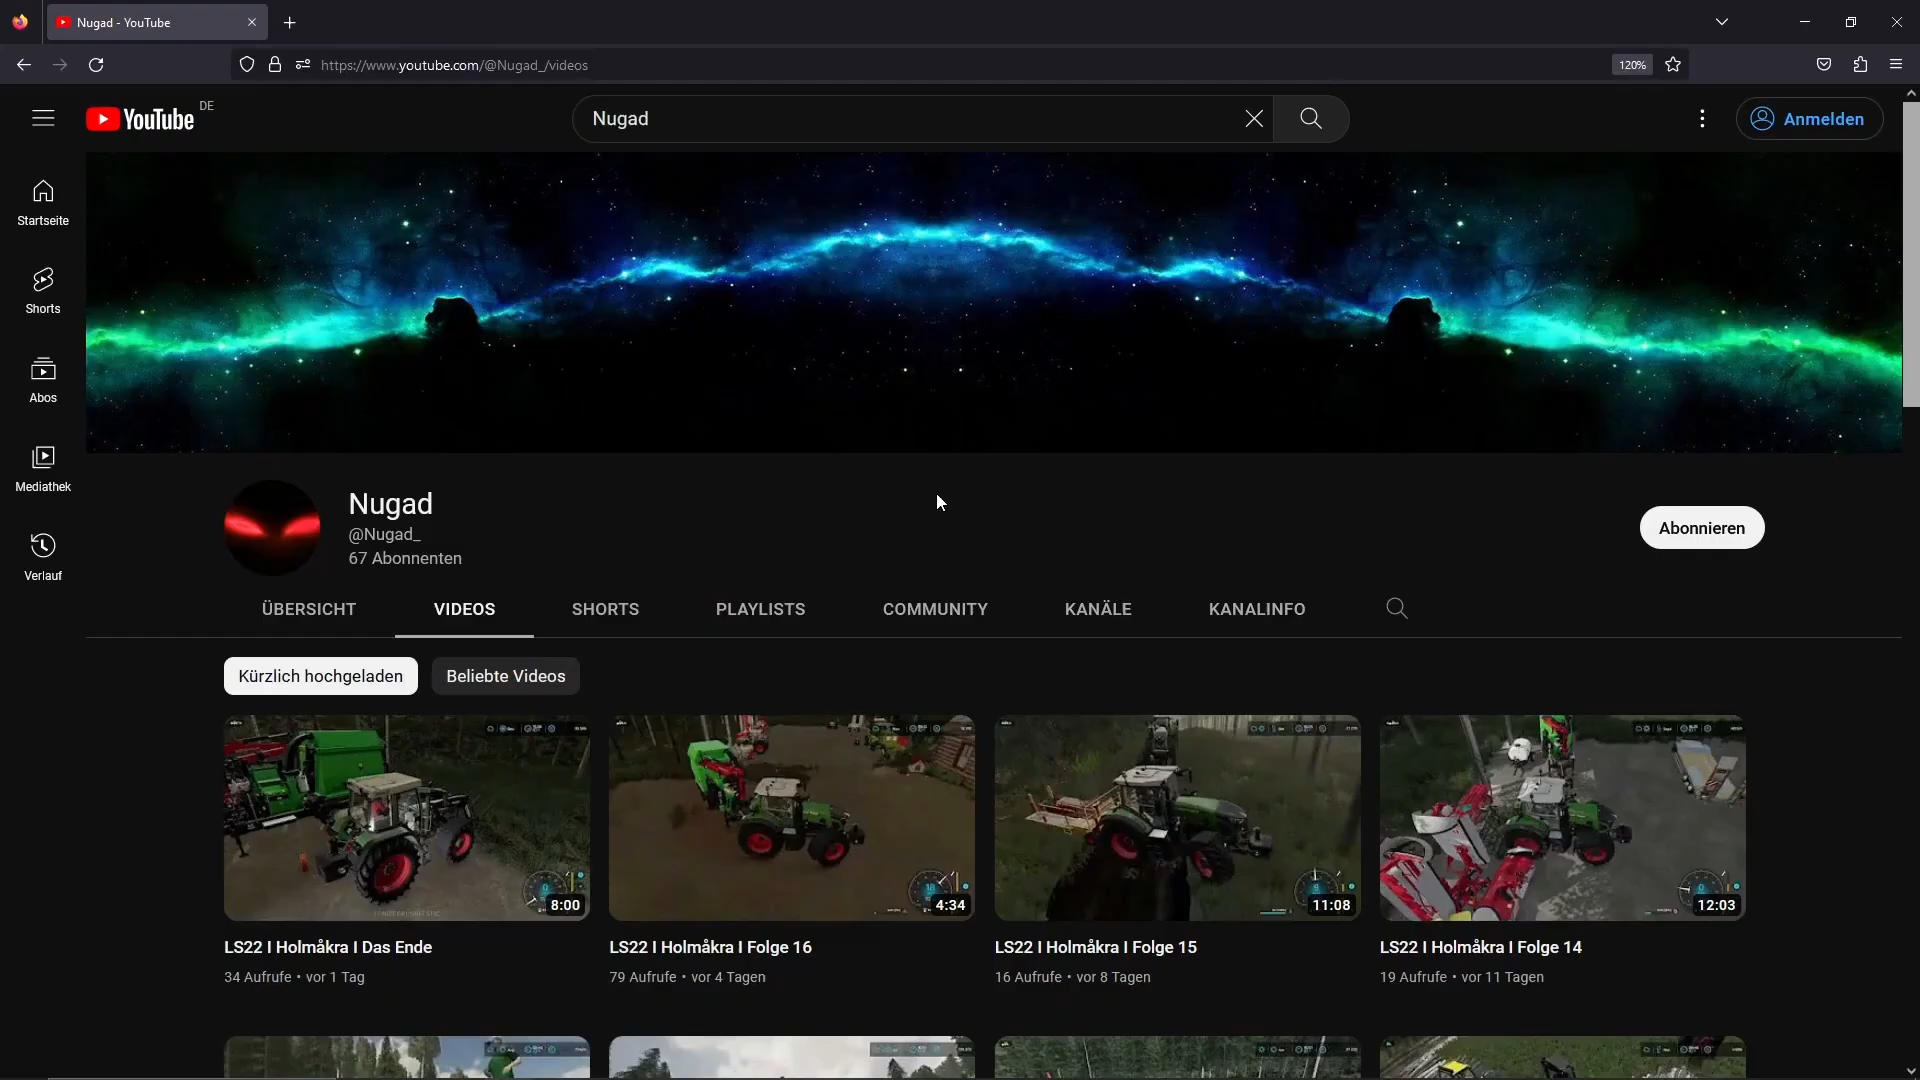 Nugad - YouTube
https://www.youtube.com/@Nugad_/videos
120%
YouTube DE
Nugad
Anmelden
Startseite
Shorts
Abos
Mediathek
Verlauf
Nugad
@Nugad_
67 Abonnenten
Abonnieren
ÜBERSICHT
VIDEOS
SHORTS
PLAYLISTS
COMMUNITY
KANÄLE
KANALINFO
Kürzlich hochgeladen
Beliebte Videos
8:00
4:34
11:08
12:03
LS22 I Holmåkra I Das Ende
34 Aufrufe • vor 1 Tag
LS22 I Holmåkra I Folge 16
79 Aufrufe • vor 4 Tagen
LS22 I Holmåkra I Folge 15
16 Aufrufe • vor 8 Tagen
LS22 I Holmåkra I Folge 14
19 Aufrufe • vor 11 Tagen